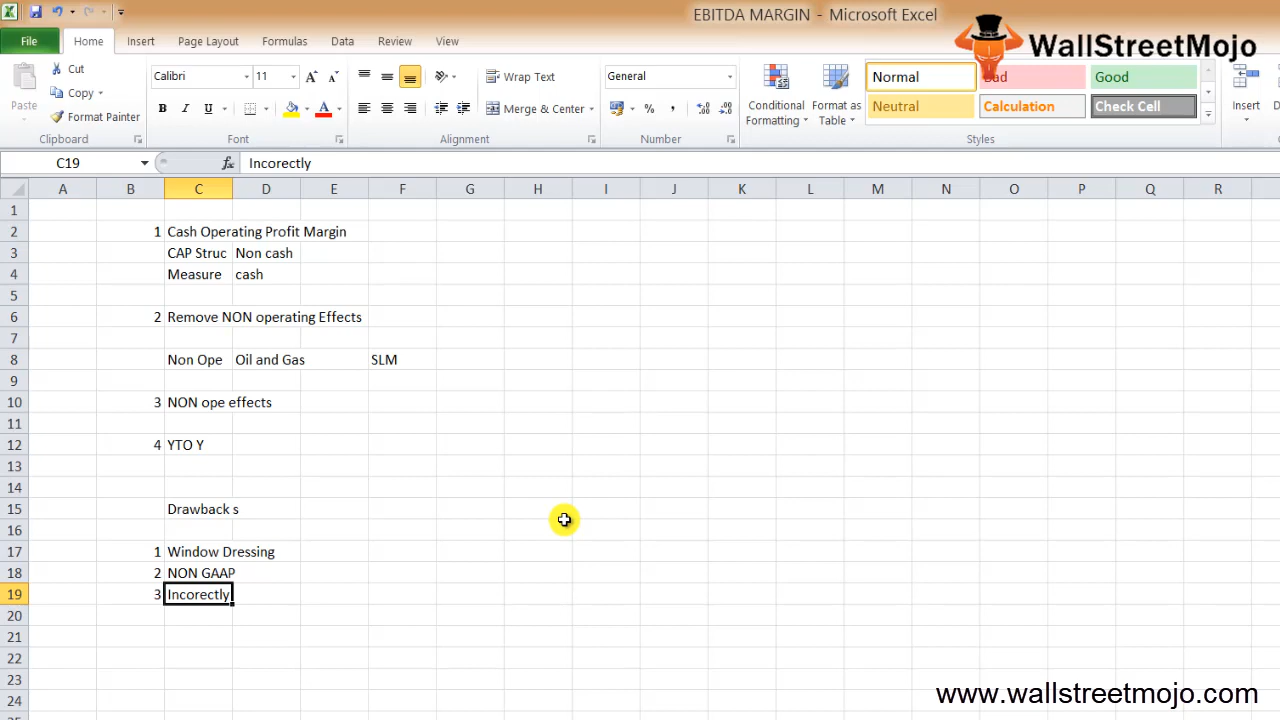 EBITDA MARGIN - Microsoft Excel
WallStreetMojo
File Home Insert Page Layout Formulas Data Review View
Paste
Cut
Copy
Format Painter
Clipboard
Calibri 11
B I U
A
Font
Wrap Text
Merge & Center
Alignment
General
% ,
Number
Conditional Formatting
Format as Table
Normal Bad Good
Neutral Calculation Check Cell
Styles
Insert
C19 fx Incorectly
A B C D E F G H I J K L M N O P Q R
1
2 1 Cash Operating Profit Margin
3 CAP Struc Non cash
4 Measure cash
5
6 2 Remove NON operating Effects
7
8 Non Ope Oil and Gas SLM
9
10 3 NON ope effects
11
12 4 YTO Y
13
14
15 Drawback s
16
17 1 Window Dressing
18 2 NON GAAP
19 3 Incorectly
20
21
22
23
24
www.wallstreetmojo.com